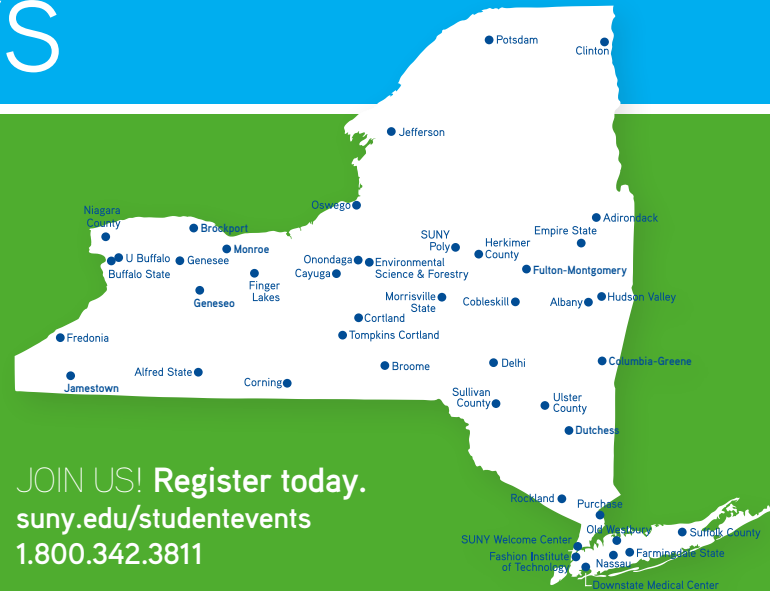 S
Potsdam
Clinton
Jefferson
Oswego
Niagara
County
Brockport
Adirondack
Empire State
SUNY
Poly
Herkimer
County
Monroe
U Buffalo
Buffalo State
Genesee
Onondaga
Environmental
Science & Forestry
Cayuga
Fulton-Montgomery
Finger
Lakes
Geneseo
Morrisville
State
Cobleskill
Albany
Hudson Valley
Cortland
Tompkins Cortland
Fredonia
Broome
Delhi
Columbia-Greene
Alfred State
Corning
Jamestown
Sullivan
County
Ulster
County
Dutchess
JOIN US! Register today.
suny.edu/studentevents
1.800.342.3811
Rockland
Purchase
Old Westbury
Suffolk County
SUNY Welcome Center
Fashion Institute
of Technology
Nassau
Farmingdale State
Downstate Medical Center